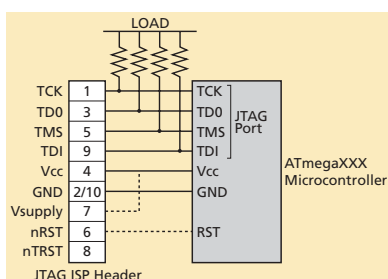 LOAD
TCK 1 TCK
TD0 3 TD0
TMS 5 TMS
TDI 9 TDI
JTAG
Port
Vcc 4 Vcc
GND 2/10 GND
Vsupply 7
nRST 6 RST
nTRST 8
ATmegaXXX
Microcontroller
JTAG ISP Header